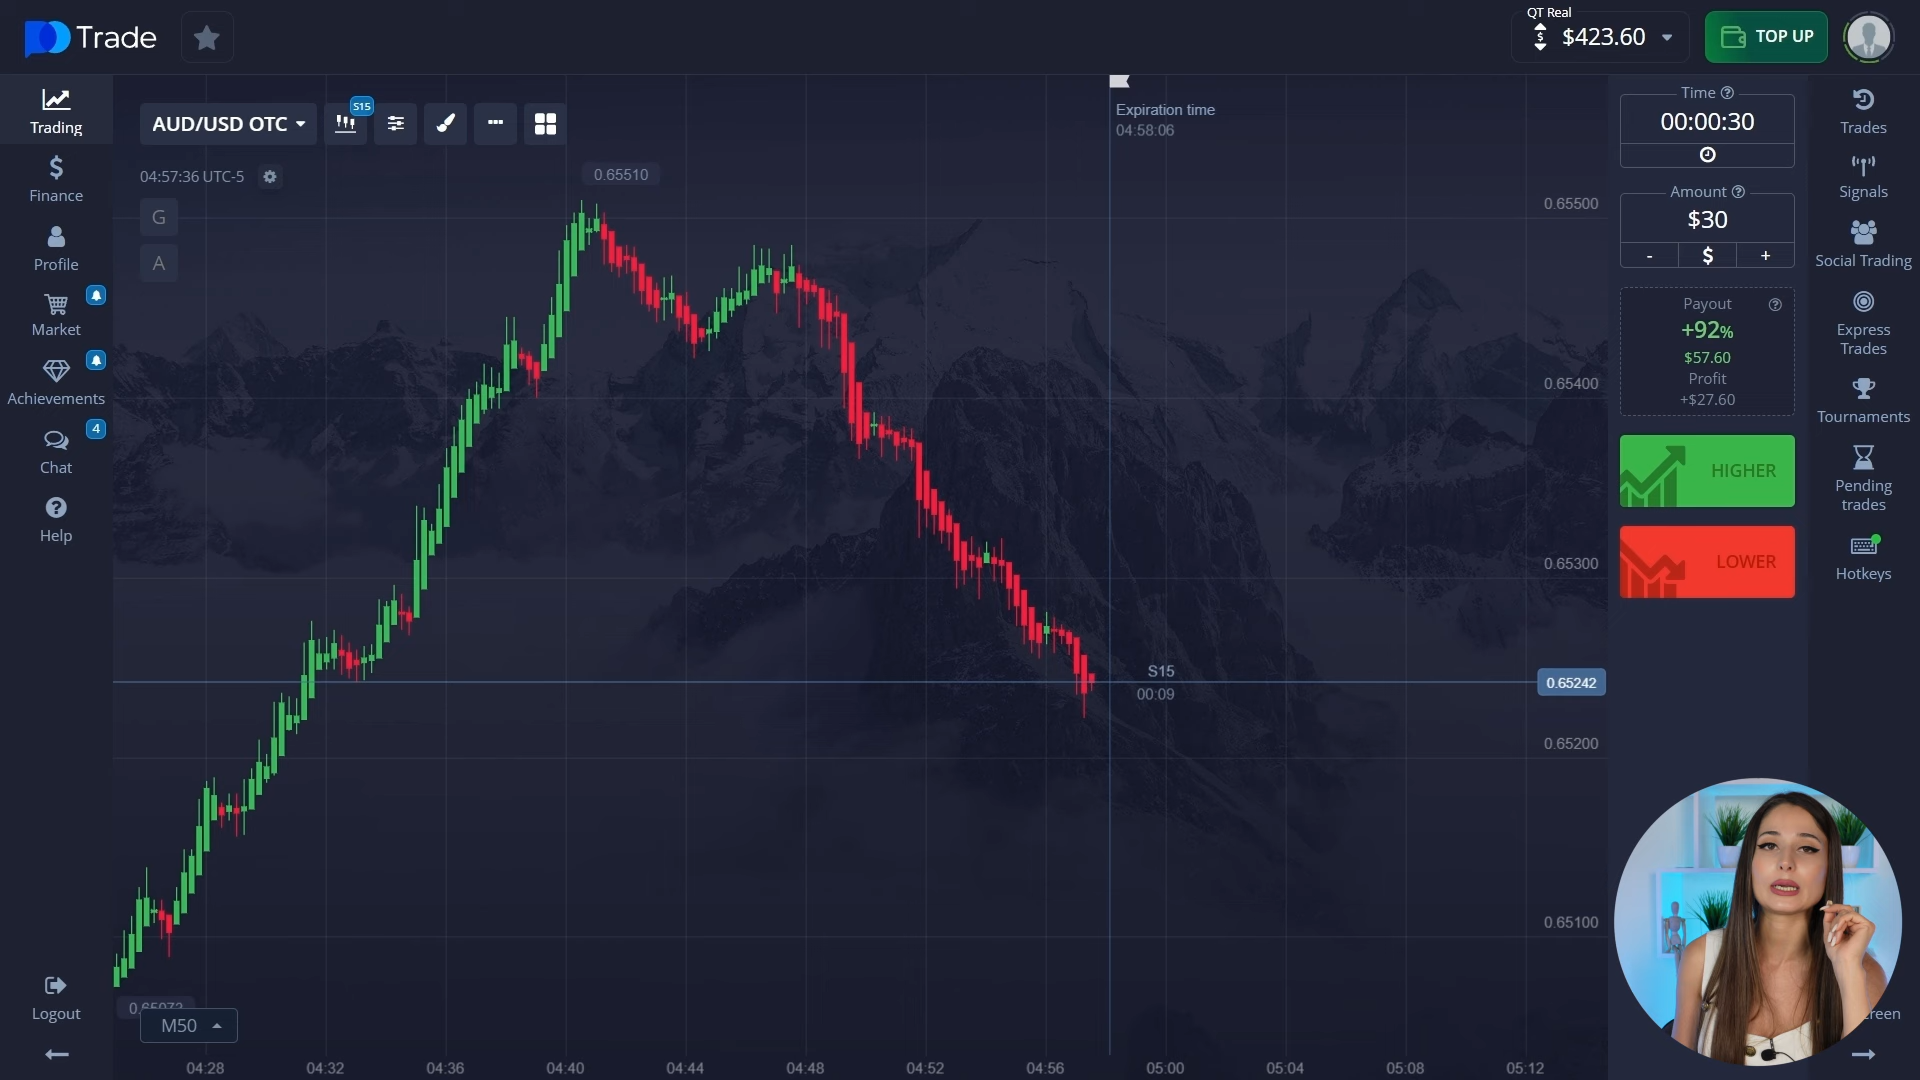 Trade
QT Real
$423.60
TOP UP
Trading
Finance
Profile
Market
Achievements
4
Chat
Help
Logout
AUD/USD OTC
S15
04:57:36 UTC-5
G
A
0.65510
Expiration time
04:58:06
0.65500
0.65400
0.65300
0.65242
0.65200
0.65100
S15
00:09
M50
04:28
04:32
04:36
04:40
04:44
04:48
04:52
04:56
05:00
05:04
05:08
05:12
Time
00:00:30
Amount
$30
- $ +
Payout
+92%
$57.60
Profit
+$27.60
HIGHER
LOWER
Trades
Signals
Social Trading
Express
Trades
Tournaments
Pending
trades
Hotkeys